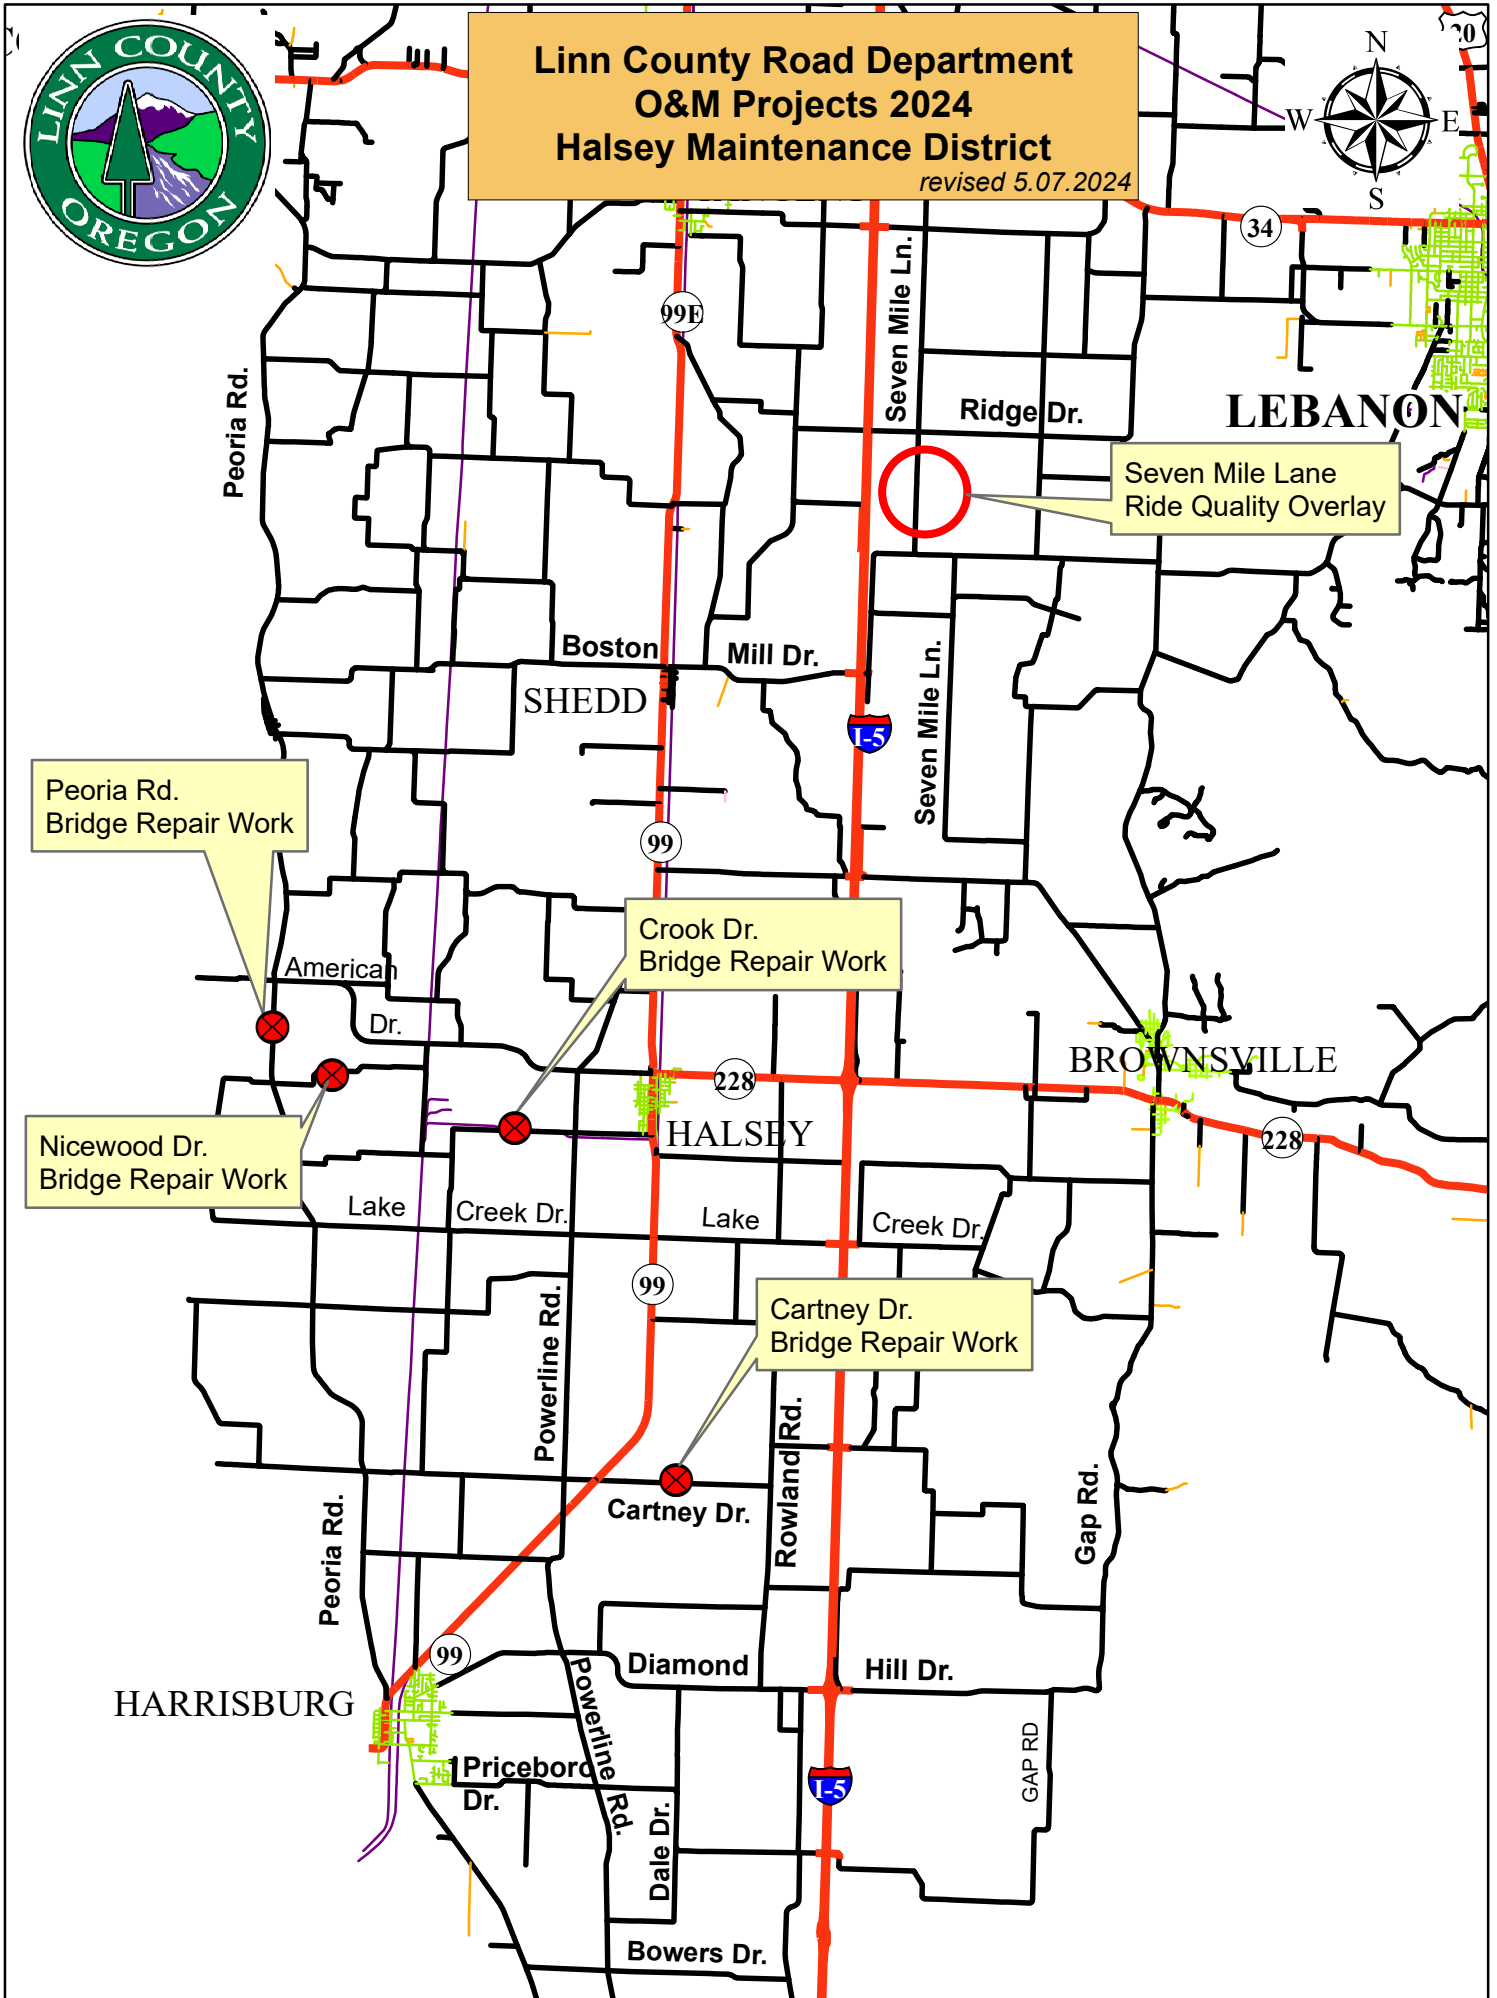 LINN COUNTY
OREGON
Linn County Road Department
O&M Projects 2024
Halsey Maintenance District
revised 5.07.2024
N
W
E
S
20
34
99E
Seven Mile Ln.
Peoria Rd.
Ridge Dr.
LEBANON
Seven Mile Lane
Ride Quality Overlay
Boston
Mill Dr.
SHEDD
I-5
Seven Mile Ln.
Peoria Rd.
Bridge Repair Work
99
Crook Dr.
Bridge Repair Work
American
Dr.
BROWNSVILLE
228
HALSEY
228
Nicewood Dr.
Bridge Repair Work
Lake
Creek Dr.
Lake
Creek Dr.
99
Cartney Dr.
Bridge Repair Work
Powerline Rd.
Rowland Rd.
Cartney Dr.
Gap Rd.
Peoria Rd.
99
Diamond
Hill Dr.
HARRISBURG
Powerline Rd.
GAP RD
Priceboro
Dr.
I-5
Dale Dr.
Bowers Dr.